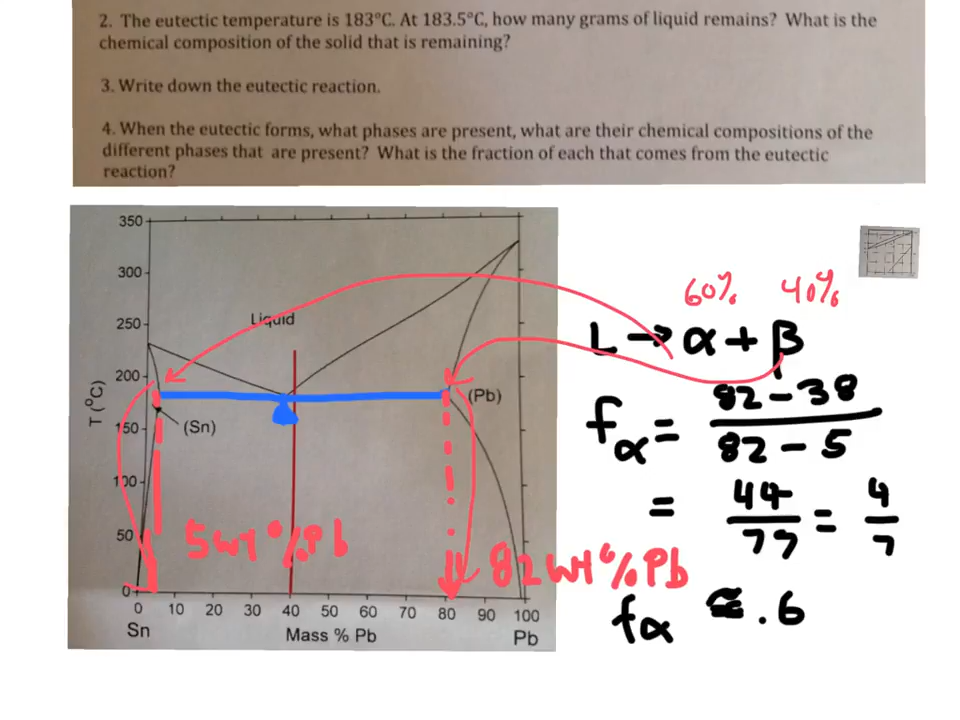 2. The eutectic temperature is 183°C. At 183.5°C, how many grams of liquid remains? What is the
chemical composition of the solid that is remaining?
3. Write down the eutectic reaction.
4. When the eutectic forms, what phases are present, what are their chemical compositions of the
different phases that are present? What is the fraction of each that comes from the eutectic
reaction?
350
300
250
200
150
100
50
0
T (°C)
Liquid
(Sn)
(Pb)
5wt%Pb
82wt%Pb
0 10 20 30 40 50 60 70 80 90 100
Sn Mass % Pb Pb
60% 40%
L → α + β
fα = 82 - 38
82 - 5
= 44 = 4
77 7
fα ≅ .6